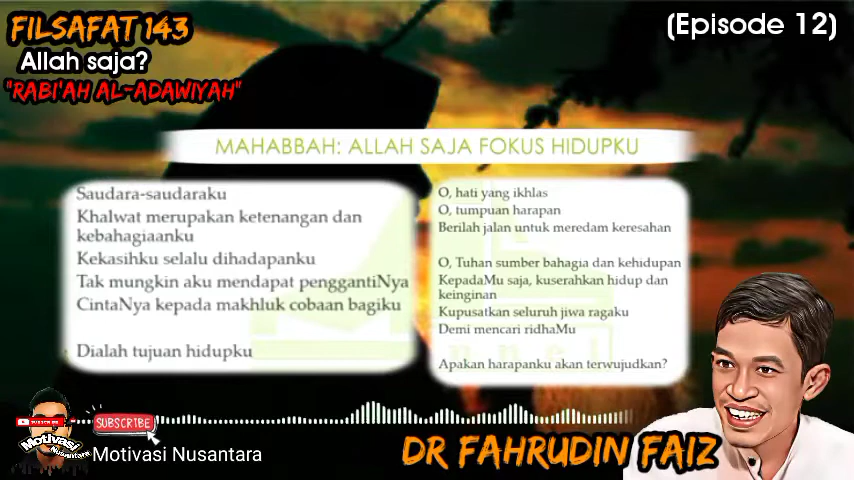 FILSAFAT 143
Allah saja?
"RABI'AH AL-ADAWIYAH"
(Episode 12)
MAHABBAH: ALLAH SAJA FOKUS HIDUPKU
Saudara-saudaraku
Khalwat merupakan ketenangan dan
kebahagiaanku
Kekasihku selalu dihadapanku
Tak mungkin aku mendapat penggantiNya
CintaNya kepada makhluk cobaan bagiku
Dialah tujuan hidupku
O, hati yang ikhlas
O, tumpuan harapan
Berilah jalan untuk meredam keresahan
O, Tuhan sumber bahagia dan kehidupan
KepadaMu saja, kuserahkan hidup dan
keinginan
Kupusatkan seluruh jiwa ragaku
Demi mencari ridhaMu
Apakan harapanku akan terwujudkan?
SUBSCRIBE
Motivasi
Nusantara
Motivasi Nusantara
DR FAHRUDIN FAIZ